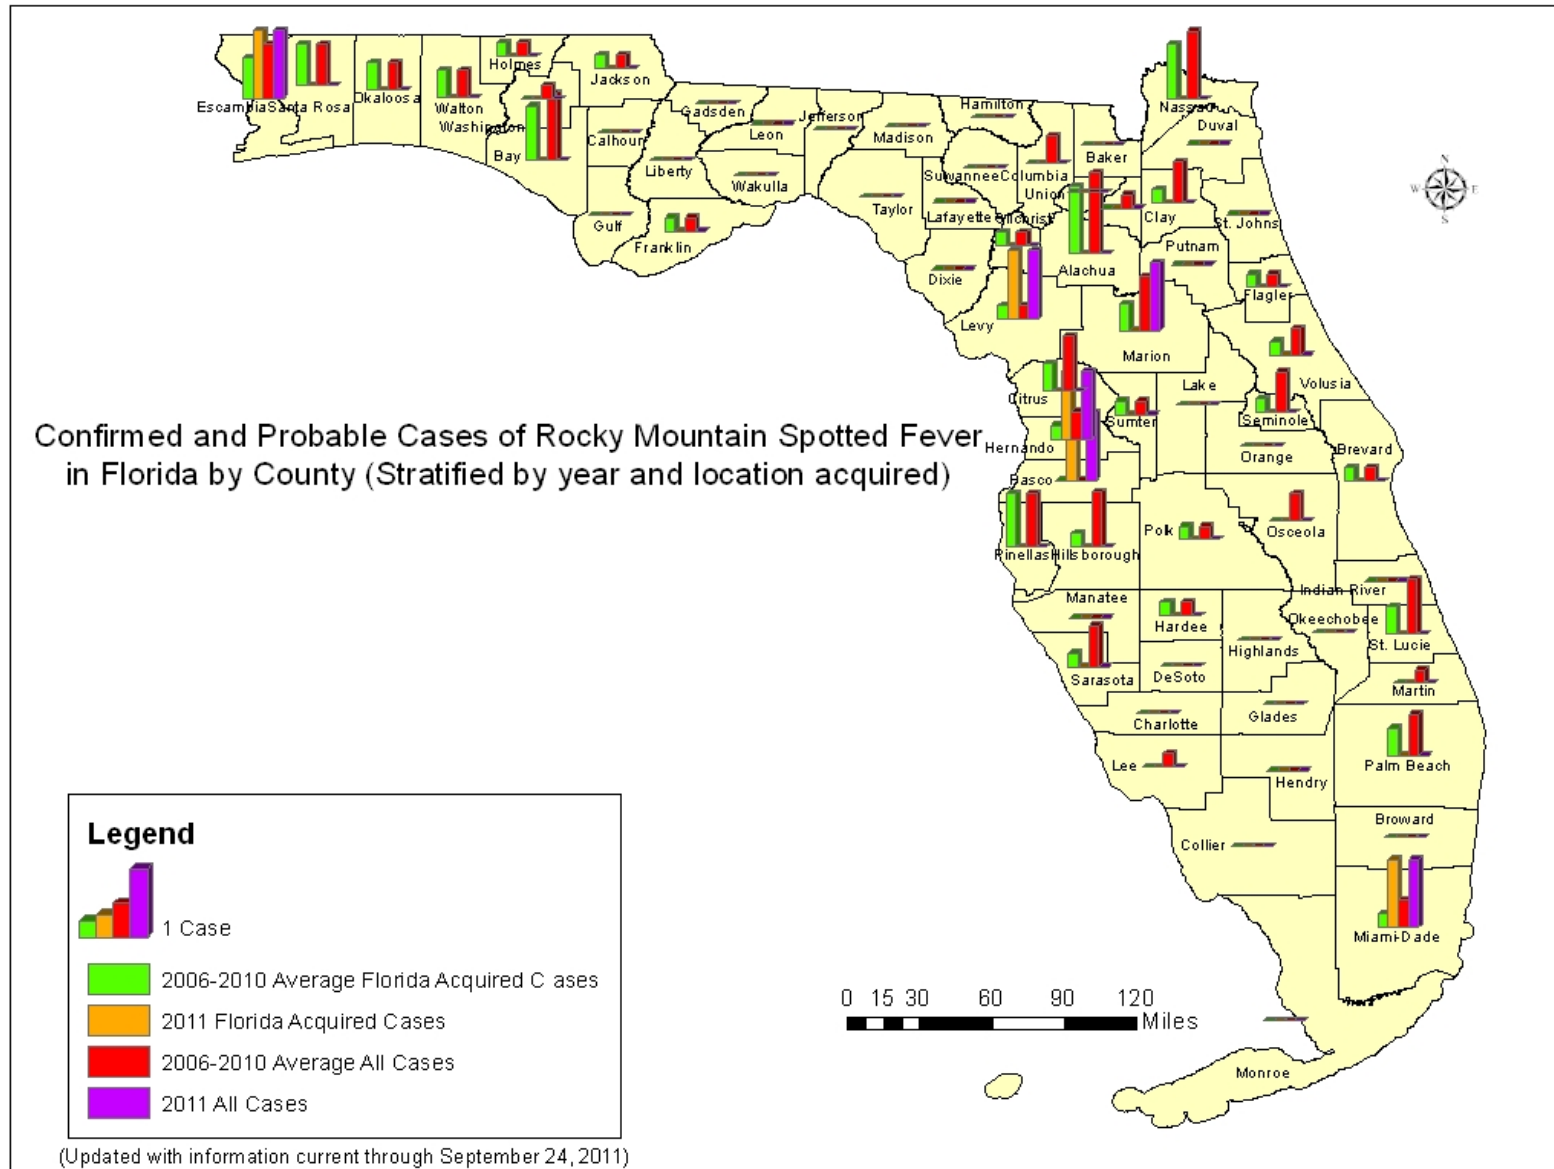 Holmes
Jackson
Escambia
Santa Rosa
Okaloosa
Walton
Washington
Bay
Calhoun
Gulf
Franklin
Gadsden
Liberty
Leon
Wakulla
Jefferson
Madison
Taylor
Hamilton
Suwannee
Columbia
Lafayette
Gilchrist
Dixie
Union
Baker
Nassau
Duval
Clay
St. Johns
Putnam
Alachua
Flagler
Levy
Marion
Volusia
Citrus
Lake
Sumter
Seminole
Hernando
Orange
Brevard
Confirmed and Probable Cases of Rocky Mountain Spotted Fever
in Florida by County (Stratified by year and location acquired)
N
W
E
S
Pasco
Pinellas
Hillsborough
Polk
Osceola
Indian River
Manatee
Hardee
Okeechobee
St. Lucie
Highlands
Sarasota
DeSoto
Martin
Charlotte
Glades
Lee
Hendry
Palm Beach
Broward
Collier
Miami-Dade
Monroe
0 15 30 60 90 120
Miles
Legend
1 Case
2006-2010 Average Florida Acquired C ases
2011 Florida Acquired Cases
2006-2010 Average All Cases
2011 All Cases
(Updated with information current through September 24, 2011)